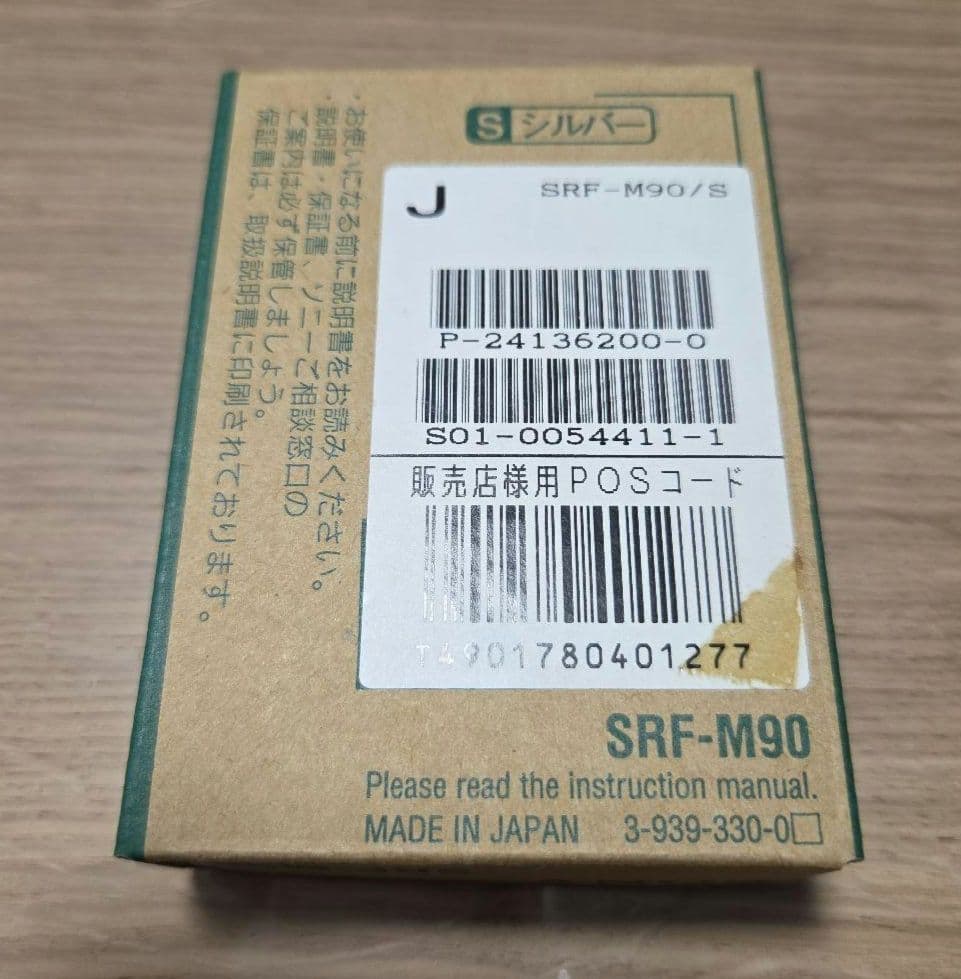 S シルバー
J SRF-M90/S
P-24136200-0
S01-0054411-1
販売店様用POSコード
T4901780401277
SRF-M90
Please read the instruction manual.
MADE IN JAPAN 3-939-330-0□
・お使いになる前に説明書をお読みください。
・説明書・保証書、ソニーご相談窓口の
ご案内は必ず保管しましょう。
保証書は、取扱説明書に印刷されております。